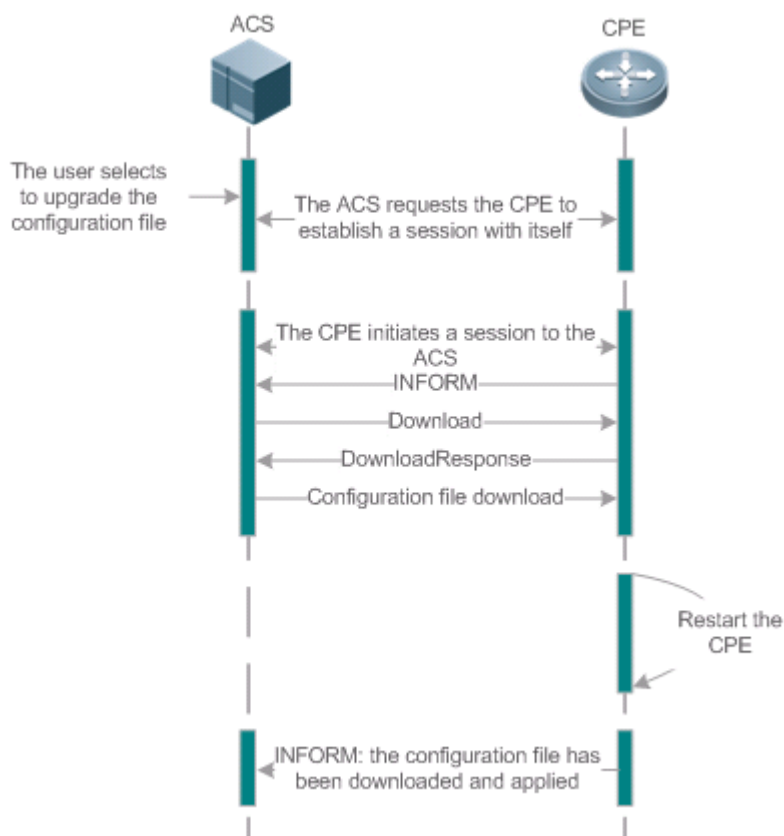 ACS
CPE
The user selects
to upgrade the
configuration file
The ACS requests the CPE to
establish a session with itself
The CPE initiates a session to the
ACS
INFORM
Download
DownloadResponse
Configuration file download
Restart the
CPE
INFORM: the configuration file has
been downloaded and applied